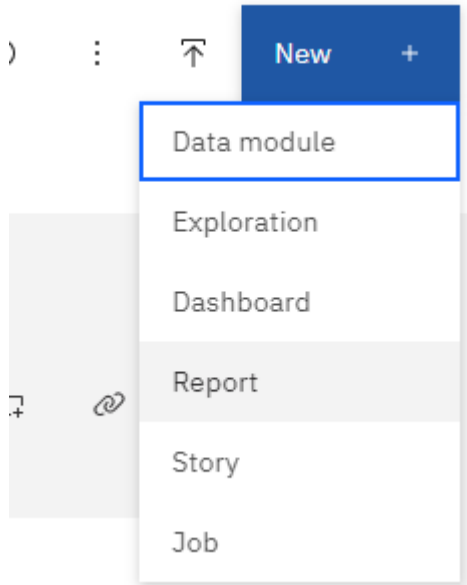 New +
Data module
Exploration
Dashboard
Report
Story
Job